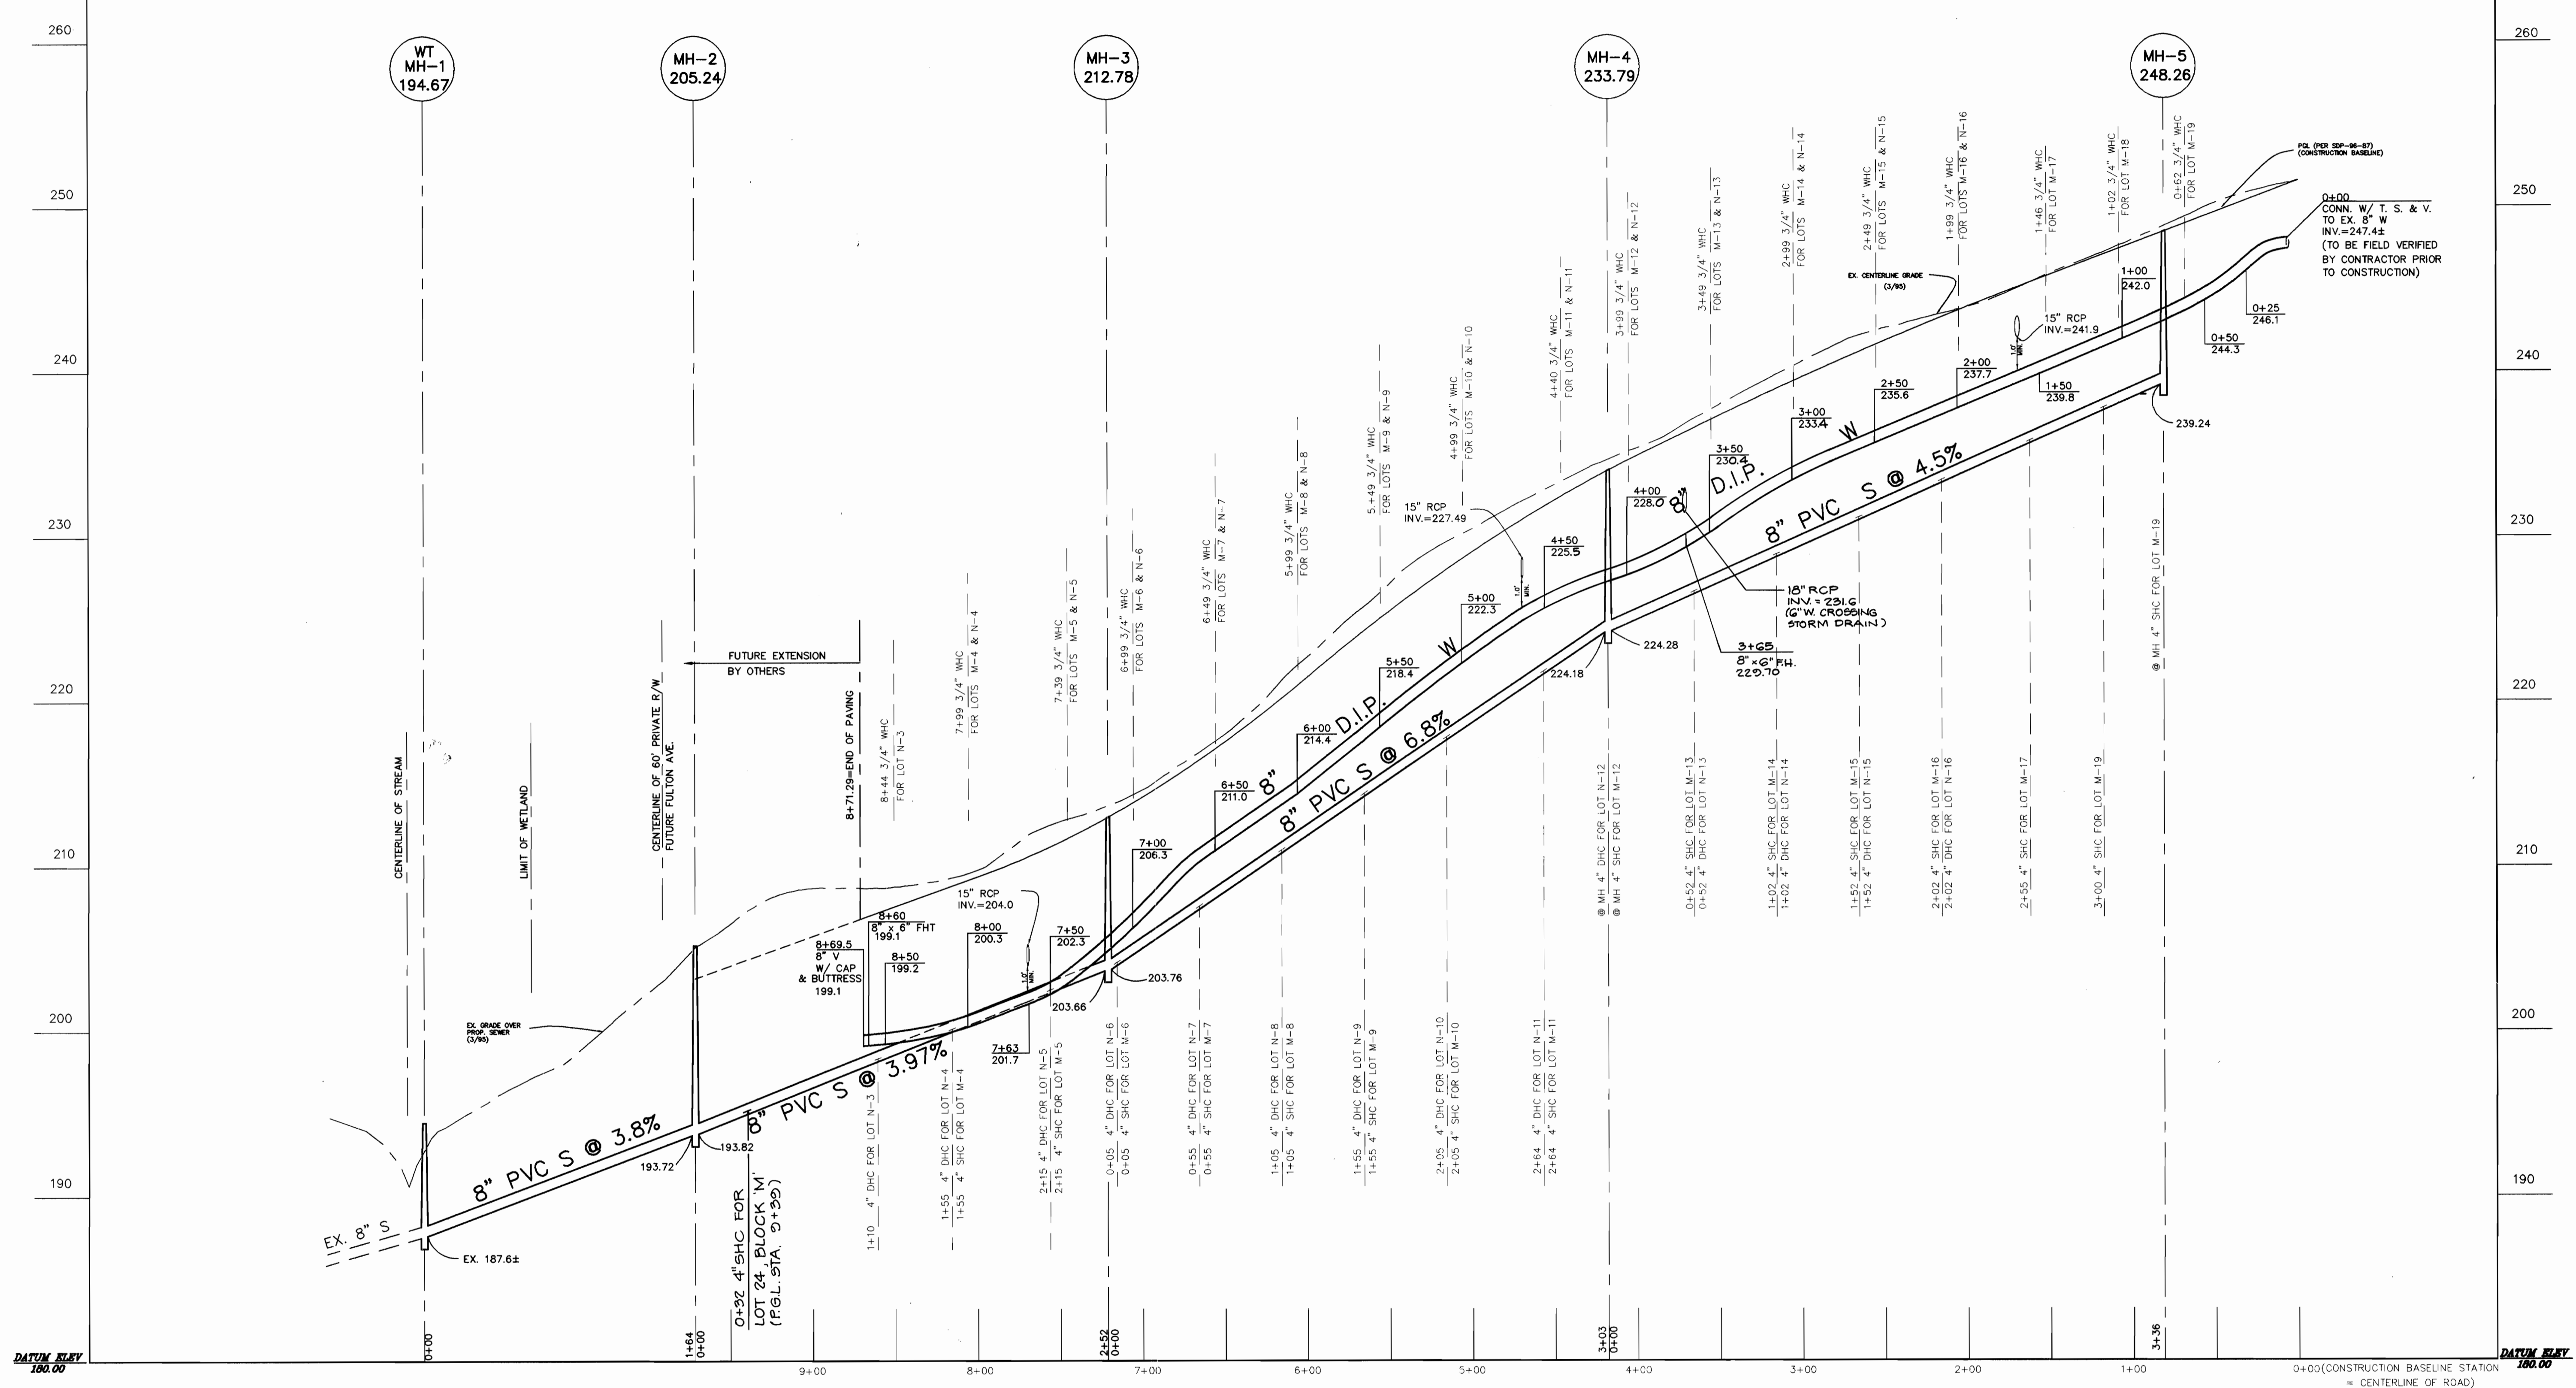 260
250
240
230
220
210
200
190
DATUM ELEV
180.00
WT
MH-1
194.67
MH-2
205.24
MH-3
212.78
MH-4
233.79
MH-5
248.26
260
250
240
230
220
210
200
190
DATUM ELEV
180.00
PGL (PER SDP-96-87)
(CONSTRUCTION BASELINE)
0+00
CONN. W/ T. S. & V.
TO EX. 8" W
INV.=247.4±
(TO BE FIELD VERIFIED
BY CONTRACTOR PRIOR
TO CONSTRUCTION)
EX. CENTERLINE GRADE
(3/95)
0+62 3/4" WHC
FOR LOT M-19
1+02 3/4" WHC
FOR LOT M-18
1+46 3/4" WHC
FOR LOT M-17
1+99 3/4" WHC
FOR LOTS M-16 & N-16
2+49 3/4" WHC
FOR LOTS M-15 & N-15
2+99 3/4" WHC
FOR LOTS M-14 & N-14
3+49 3/4" WHC
FOR LOTS M-13 & N-13
3+99 3/4" WHC
FOR LOTS M-12 & N-12
4+40 3/4" WHC
FOR LOTS M-11 & N-11
4+99 3/4" WHC
FOR LOTS M-10 & N-10
5+49 3/4" WHC
FOR LOTS M-9 & N-9
5+99 3/4" WHC
FOR LOTS M-8 & N-8
6+49 3/4" WHC
FOR LOTS M-7 & N-7
6+99 3/4" WHC
FOR LOTS M-6 & N-6
7+39 3/4" WHC
FOR LOTS M-5 & N-5
7+99 3/4" WHC
FOR LOTS M-4 & N-4
8+44 3/4" WHC
FOR LOT N-3
8+71.29=END OF PAVING
FUTURE EXTENSION
BY OTHERS
CENTERLINE OF 60' PRIVATE R/W
FUTURE FULTON AVE.
LIMIT OF WETLAND
CENTERLINE OF STREAM
EX. GRADE OVER
PROP. SEWER
(3/95)
0+25
246.1
0+50
244.3
1+00
242.0
15" RCP
INV.=241.9
1.0'
MIN.
1+50
239.8
2+00
237.7
2+50
235.6
3+00
233.4
3+50
230.4
4+00
228.0
18" RCP
INV. = 231.6
(6" W. CROSSING
STORM DRAIN)
3+65
8" x 6" F.H.
229.70
4+50
225.5
15" RCP
INV.=227.49
1.0'
MIN.
5+00
222.3
5+50
218.4
6+00
214.4
6+50
211.0
7+00
206.3
7+50
202.3
7+63
201.7
15" RCP
INV.=204.0
1.0'
MIN.
8+00
200.3
8+50
199.2
8+60
8" x 6" FHT
199.1
8+69.5
8" V
W/ CAP
& BUTTRESS
199.1
8" D.I.P. W
8" D.I.P. W
8" PVC S @ 4.5%
8" PVC S @ 6.8%
8" PVC S @ 3.97%
8" PVC S @ 3.8%
EX. 8" S
EX. 187.6±
193.72
193.82
203.66
203.76
224.18
224.28
239.24
0+32 4" SHC FOR
LOT 24, BLOCK 'M'
(P.G.L. STA. 9+39)
1+10 4" DHC FOR LOT N-3
1+55 4" DHC FOR LOT N-4
1+55 4" SHC FOR LOT M-4
2+15 4" DHC FOR LOT N-5
2+15 4" SHC FOR LOT M-5
0+05 4" DHC FOR LOT N-6
0+05 4" SHC FOR LOT M-6
0+55 4" DHC FOR LOT N-7
0+55 4" SHC FOR LOT M-7
1+05 4" DHC FOR LOT N-8
1+05 4" SHC FOR LOT M-8
1+55 4" DHC FOR LOT N-9
1+55 4" SHC FOR LOT M-9
2+05 4" DHC FOR LOT N-10
2+05 4" SHC FOR LOT M-10
2+64 4" DHC FOR LOT N-11
2+64 4" SHC FOR LOT M-11
@ MH 4" DHC FOR LOT N-12
@ MH 4" SHC FOR LOT M-12
0+52 4" SHC FOR LOT M-13
0+52 4" DHC FOR LOT N-13
1+02 4" SHC FOR LOT M-14
1+02 4" DHC FOR LOT N-14
1+52 4" SHC FOR LOT M-15
1+52 4" DHC FOR LOT N-15
2+02 4" SHC FOR LOT M-16
2+02 4" DHC FOR LOT N-16
2+55 4" SHC FOR LOT M-17
3+00 4" SHC FOR LOT M-19
@ MH 4" SHC FOR LOT M-19
0+00
1+64
0+00
2+52
0+00
3+03
0+00
3+36
9+00
8+00
7+00
6+00
5+00
4+00
3+00
2+00
1+00
0+00(CONSTRUCTION BASELINE STATION
= CENTERLINE OF ROAD)